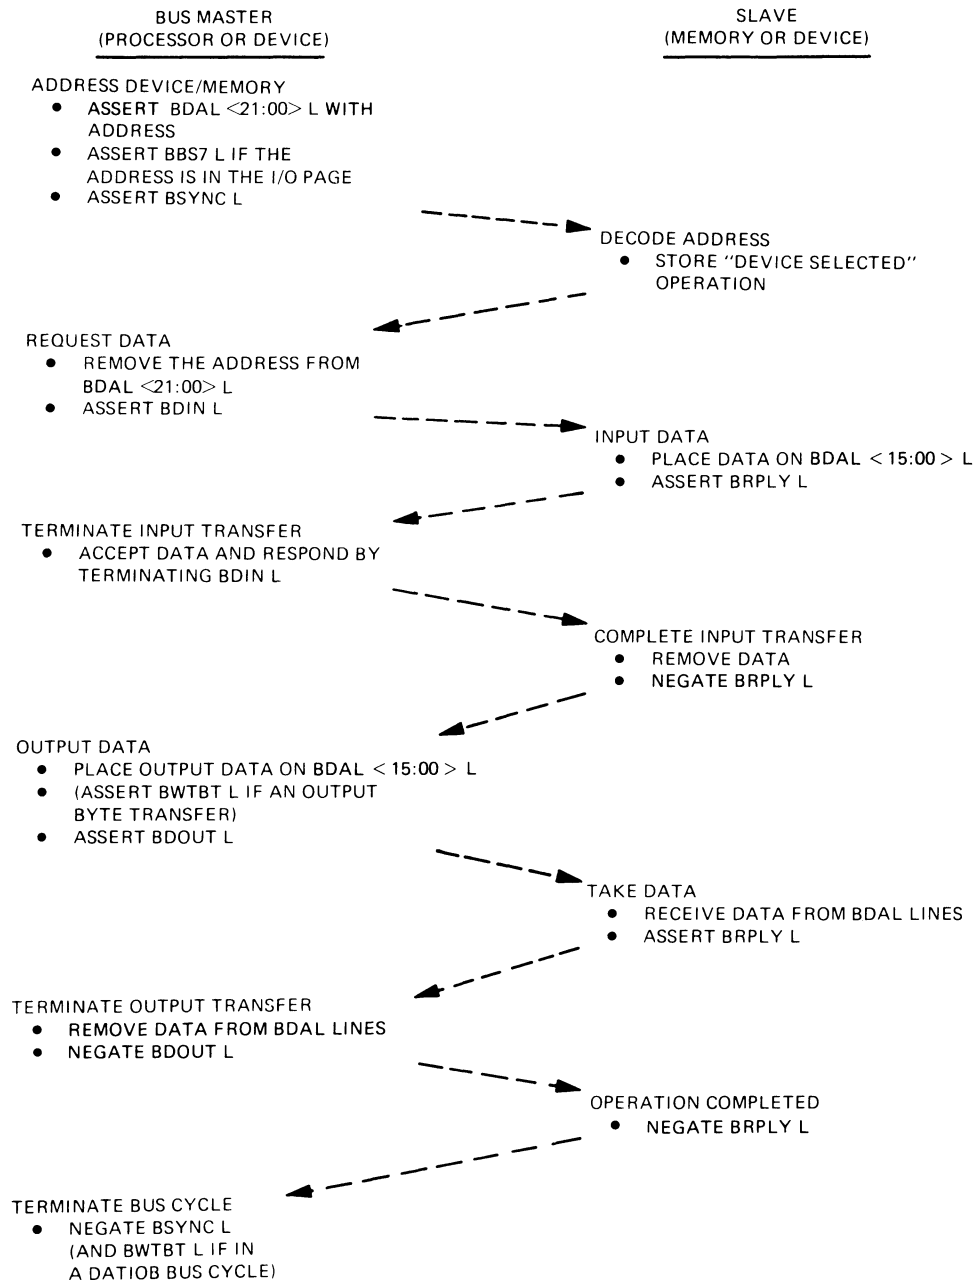 BUS MASTER
(PROCESSOR OR DEVICE)
SLAVE
(MEMORY OR DEVICE)
ADDRESS DEVICE/MEMORY
● ASSERT BDAL <21:00> L WITH
ADDRESS
● ASSERT BBS7 L IF THE
ADDRESS IS IN THE I/O PAGE
● ASSERT BSYNC L
DECODE ADDRESS
● STORE "DEVICE SELECTED"
OPERATION
REQUEST DATA
● REMOVE THE ADDRESS FROM
BDAL <21:00> L
● ASSERT BDIN L
INPUT DATA
● PLACE DATA ON BDAL <15:00> L
● ASSERT BRPLY L
TERMINATE INPUT TRANSFER
● ACCEPT DATA AND RESPOND BY
TERMINATING BDIN L
COMPLETE INPUT TRANSFER
● REMOVE DATA
● NEGATE BRPLY L
OUTPUT DATA
● PLACE OUTPUT DATA ON BDAL <15:00> L
● (ASSERT BWTBT L IF AN OUTPUT
BYTE TRANSFER)
● ASSERT BDOUT L
TAKE DATA
● RECEIVE DATA FROM BDAL LINES
● ASSERT BRPLY L
TERMINATE OUTPUT TRANSFER
● REMOVE DATA FROM BDAL LINES
● NEGATE BDOUT L
OPERATION COMPLETED
● NEGATE BRPLY L
TERMINATE BUS CYCLE
● NEGATE BSYNC L
(AND BWTBT L IF IN
A DATIOB BUS CYCLE)